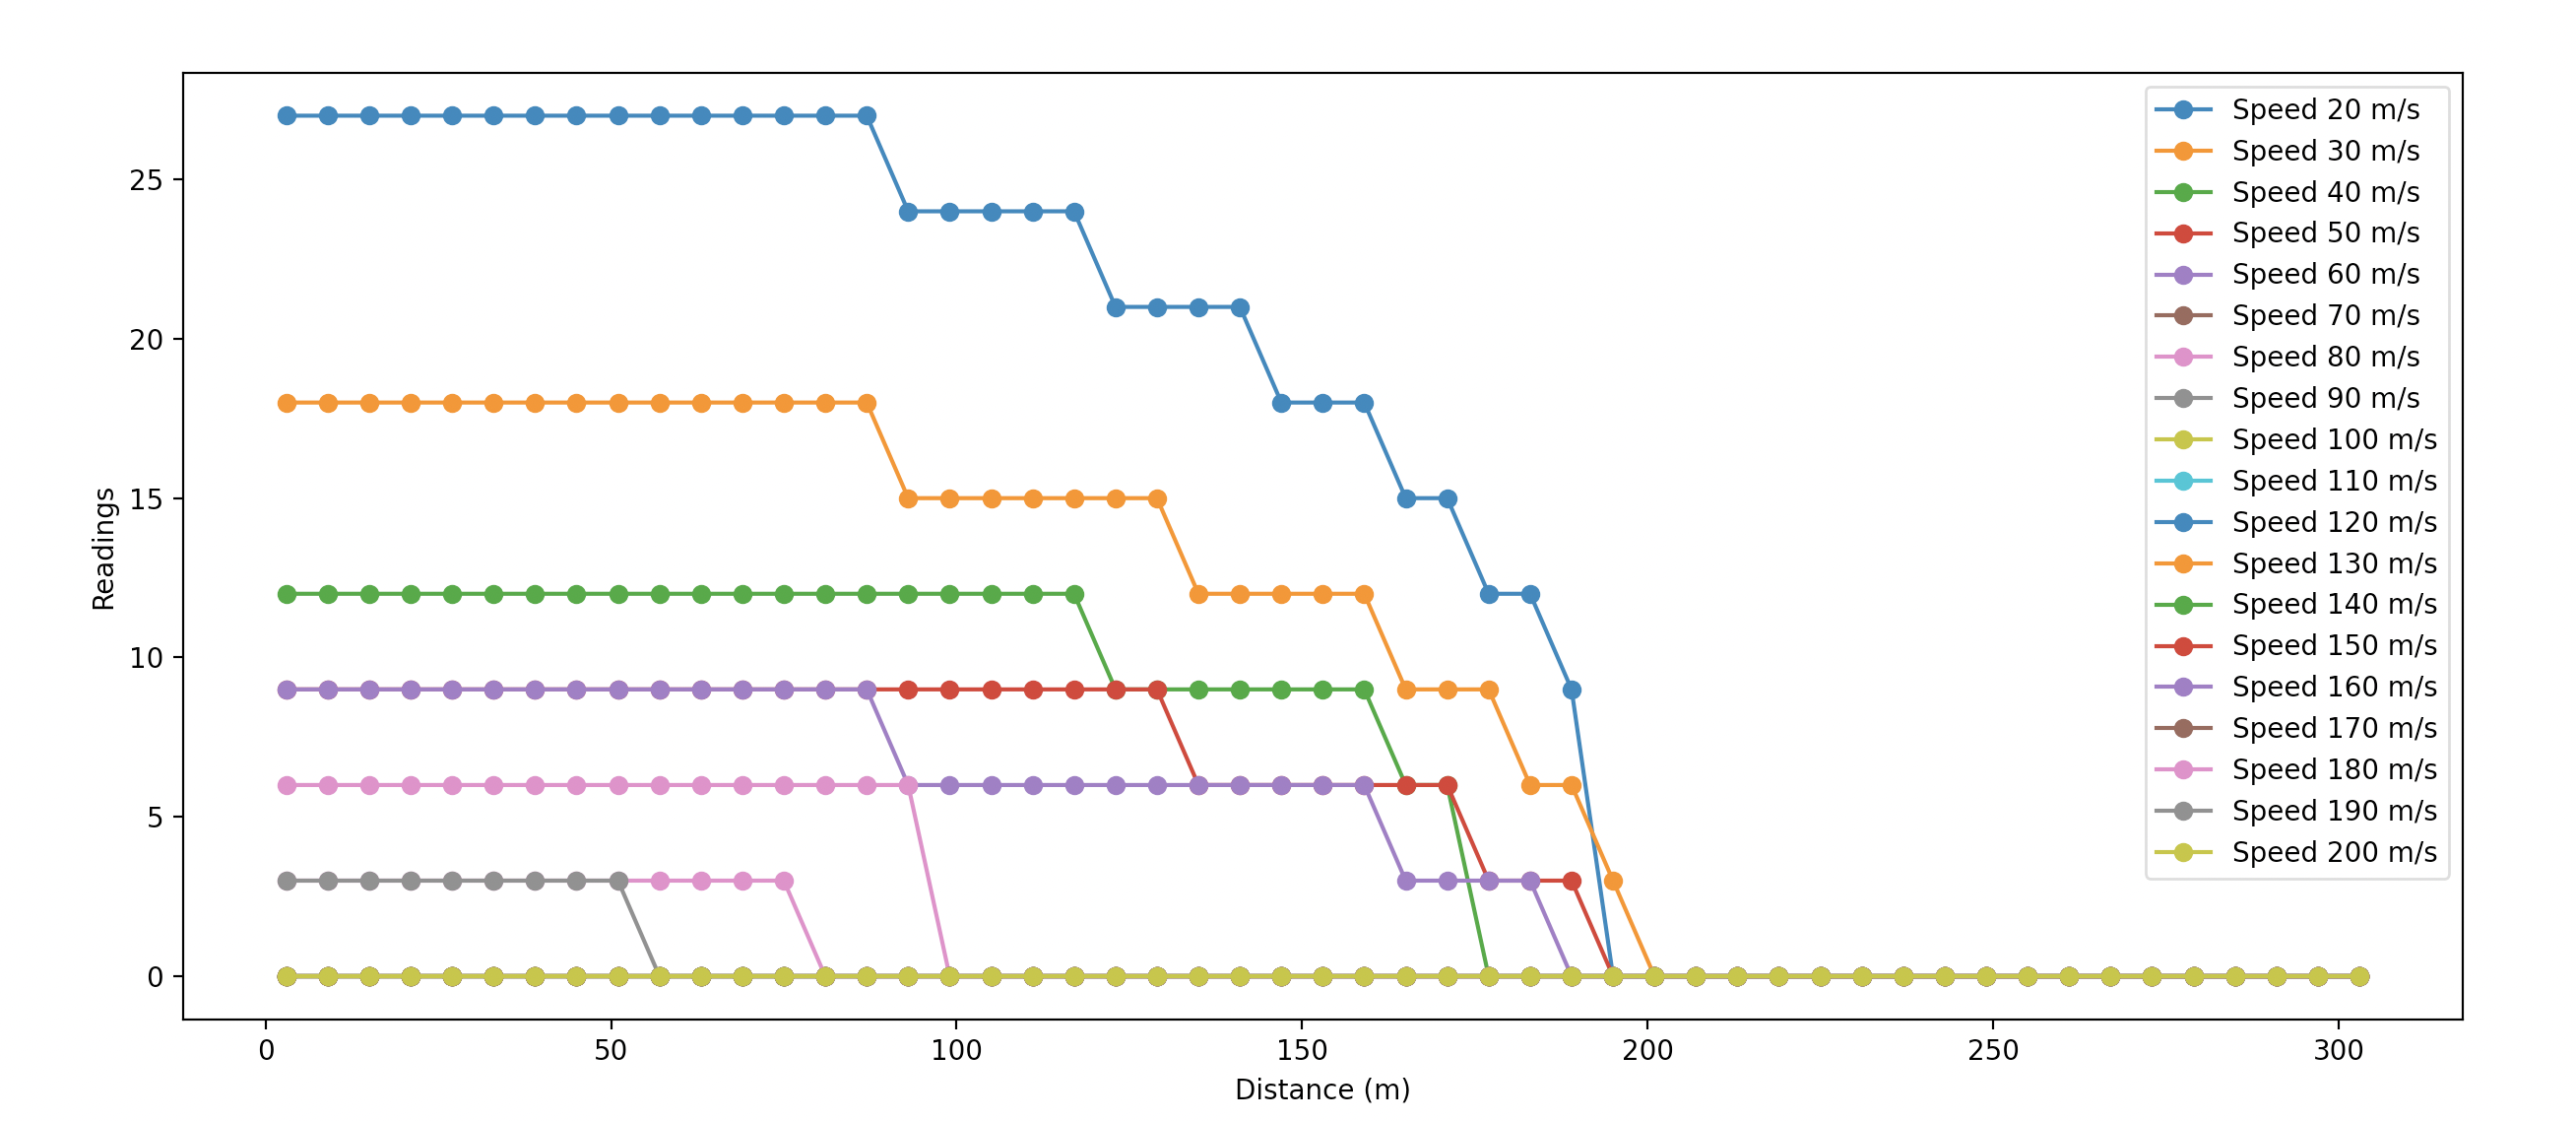 Readings
25
20
15
10
5
0
0 50 100 150 200 250 300
Distance (m)
Speed 20 m/s
Speed 30 m/s
Speed 40 m/s
Speed 50 m/s
Speed 60 m/s
Speed 70 m/s
Speed 80 m/s
Speed 90 m/s
Speed 100 m/s
Speed 110 m/s
Speed 120 m/s
Speed 130 m/s
Speed 140 m/s
Speed 150 m/s
Speed 160 m/s
Speed 170 m/s
Speed 180 m/s
Speed 190 m/s
Speed 200 m/s